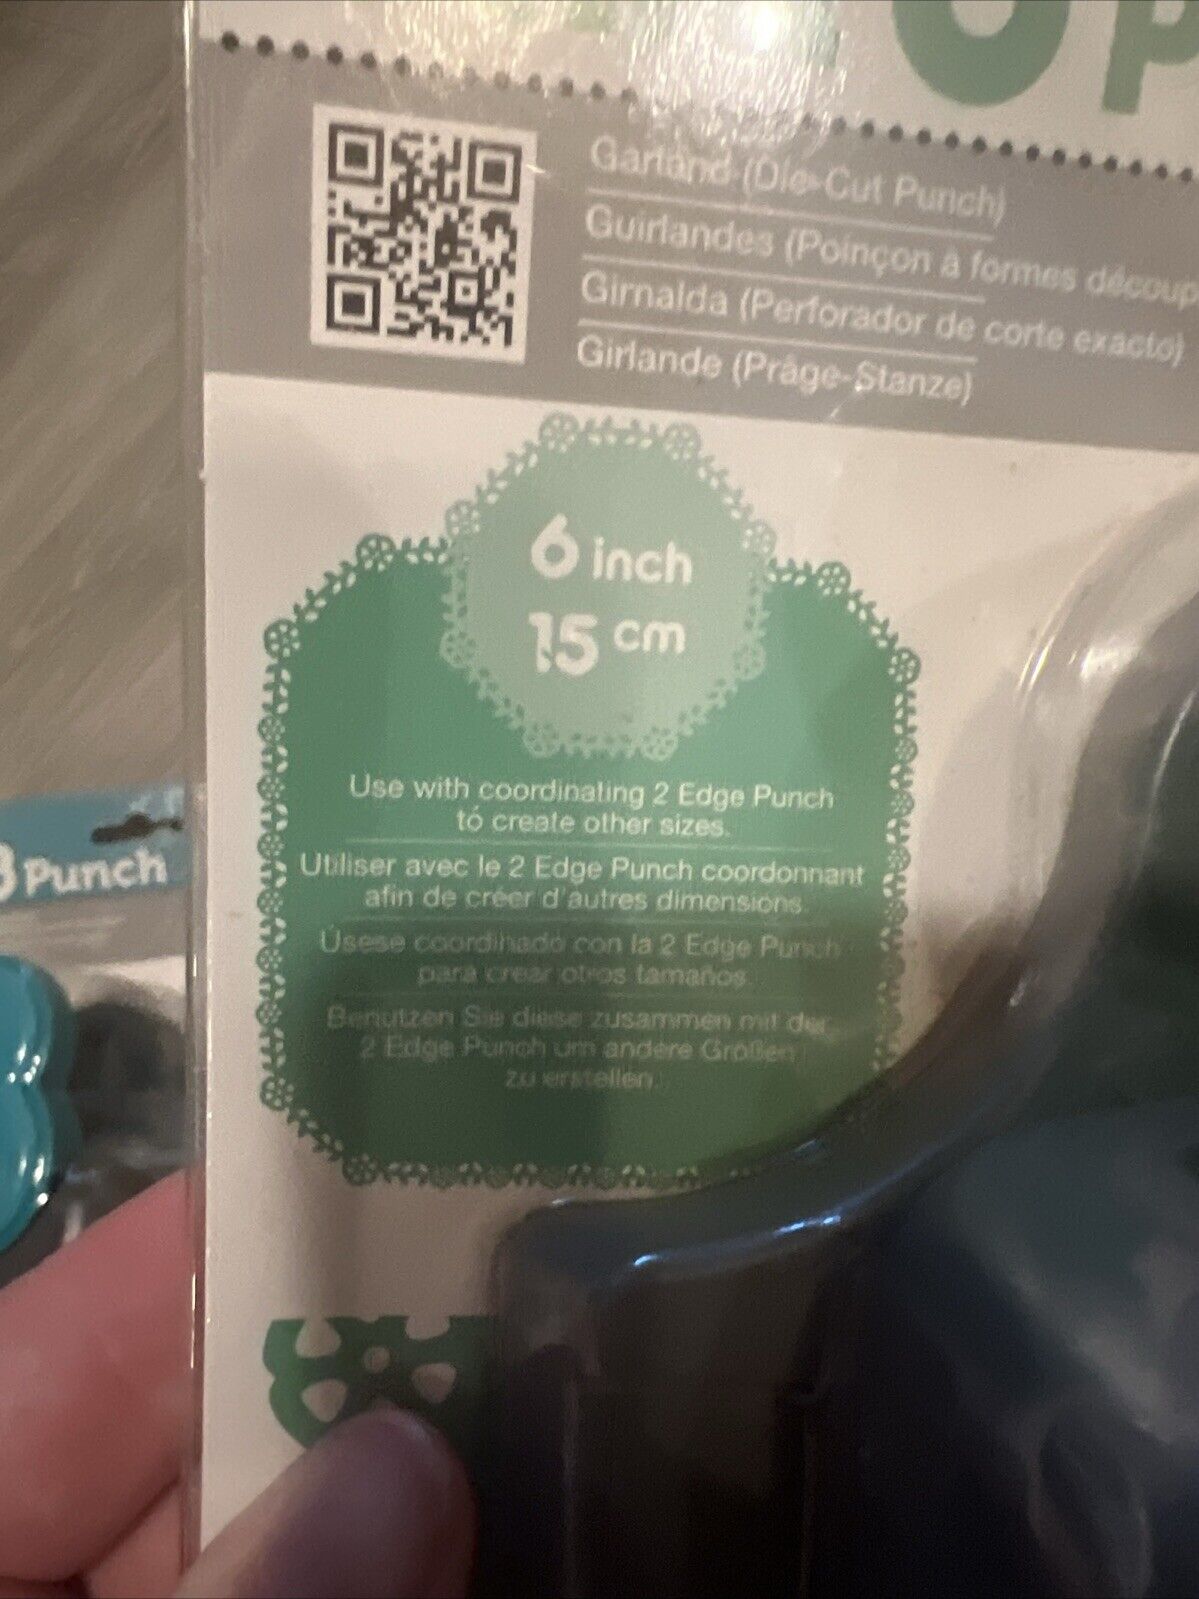 Garland (Die-Cut Punch)
Guirlandes (Poinçon à formes découp
Girnalda (Perforador de corte exacto)
Girlande (Präge-Stanze)
6 inch
15 cm
Use with coordinating 2 Edge Punch
to create other sizes.
Utiliser avec le 2 Edge Punch coordonnant
afin de créer d'autres dimensions.
Úsese coordinado con la 2 Edge Punch
para crear otros tamaños.
Benutzen Sie diese zusammen mit der
2 Edge Punch um andere Größen
zu erstellen.
Punch